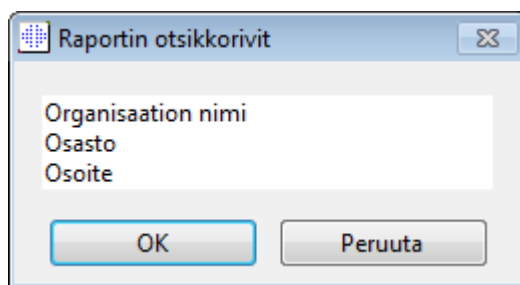 Raportin otsikkorivit
Organisaation nimi
Osasto
Osoite
OK
Peruuta